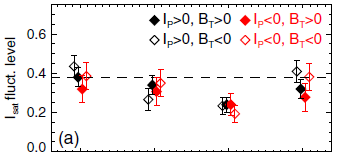 ◆ I_P>0, B_T>0 ◆ I_P<0, B_T>0
◇ I_P>0, B_T<0 ◇ I_P<0, B_T<0
I_sat fluct. level
0.6
0.4
0.2
0.0
(a)